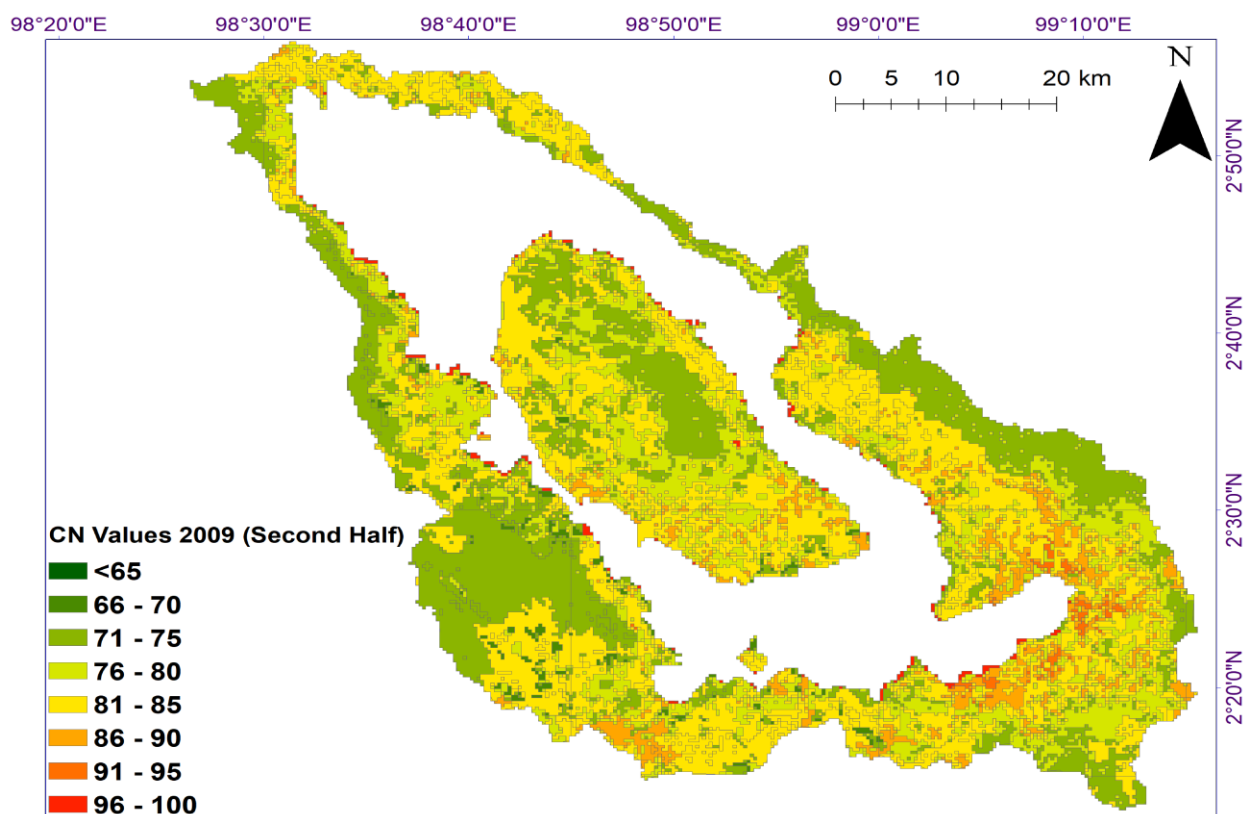 98°20'0"E 98°30'0"E 98°40'0"E 98°50'0"E 99°0'0"E 99°10'0"E
N
0 5 10 20 km
2°50'0"N
2°40'0"N
2°30'0"N
2°20'0"N
CN Values 2009 (Second Half)
<65
66 - 70
71 - 75
76 - 80
81 - 85
86 - 90
91 - 95
96 - 100